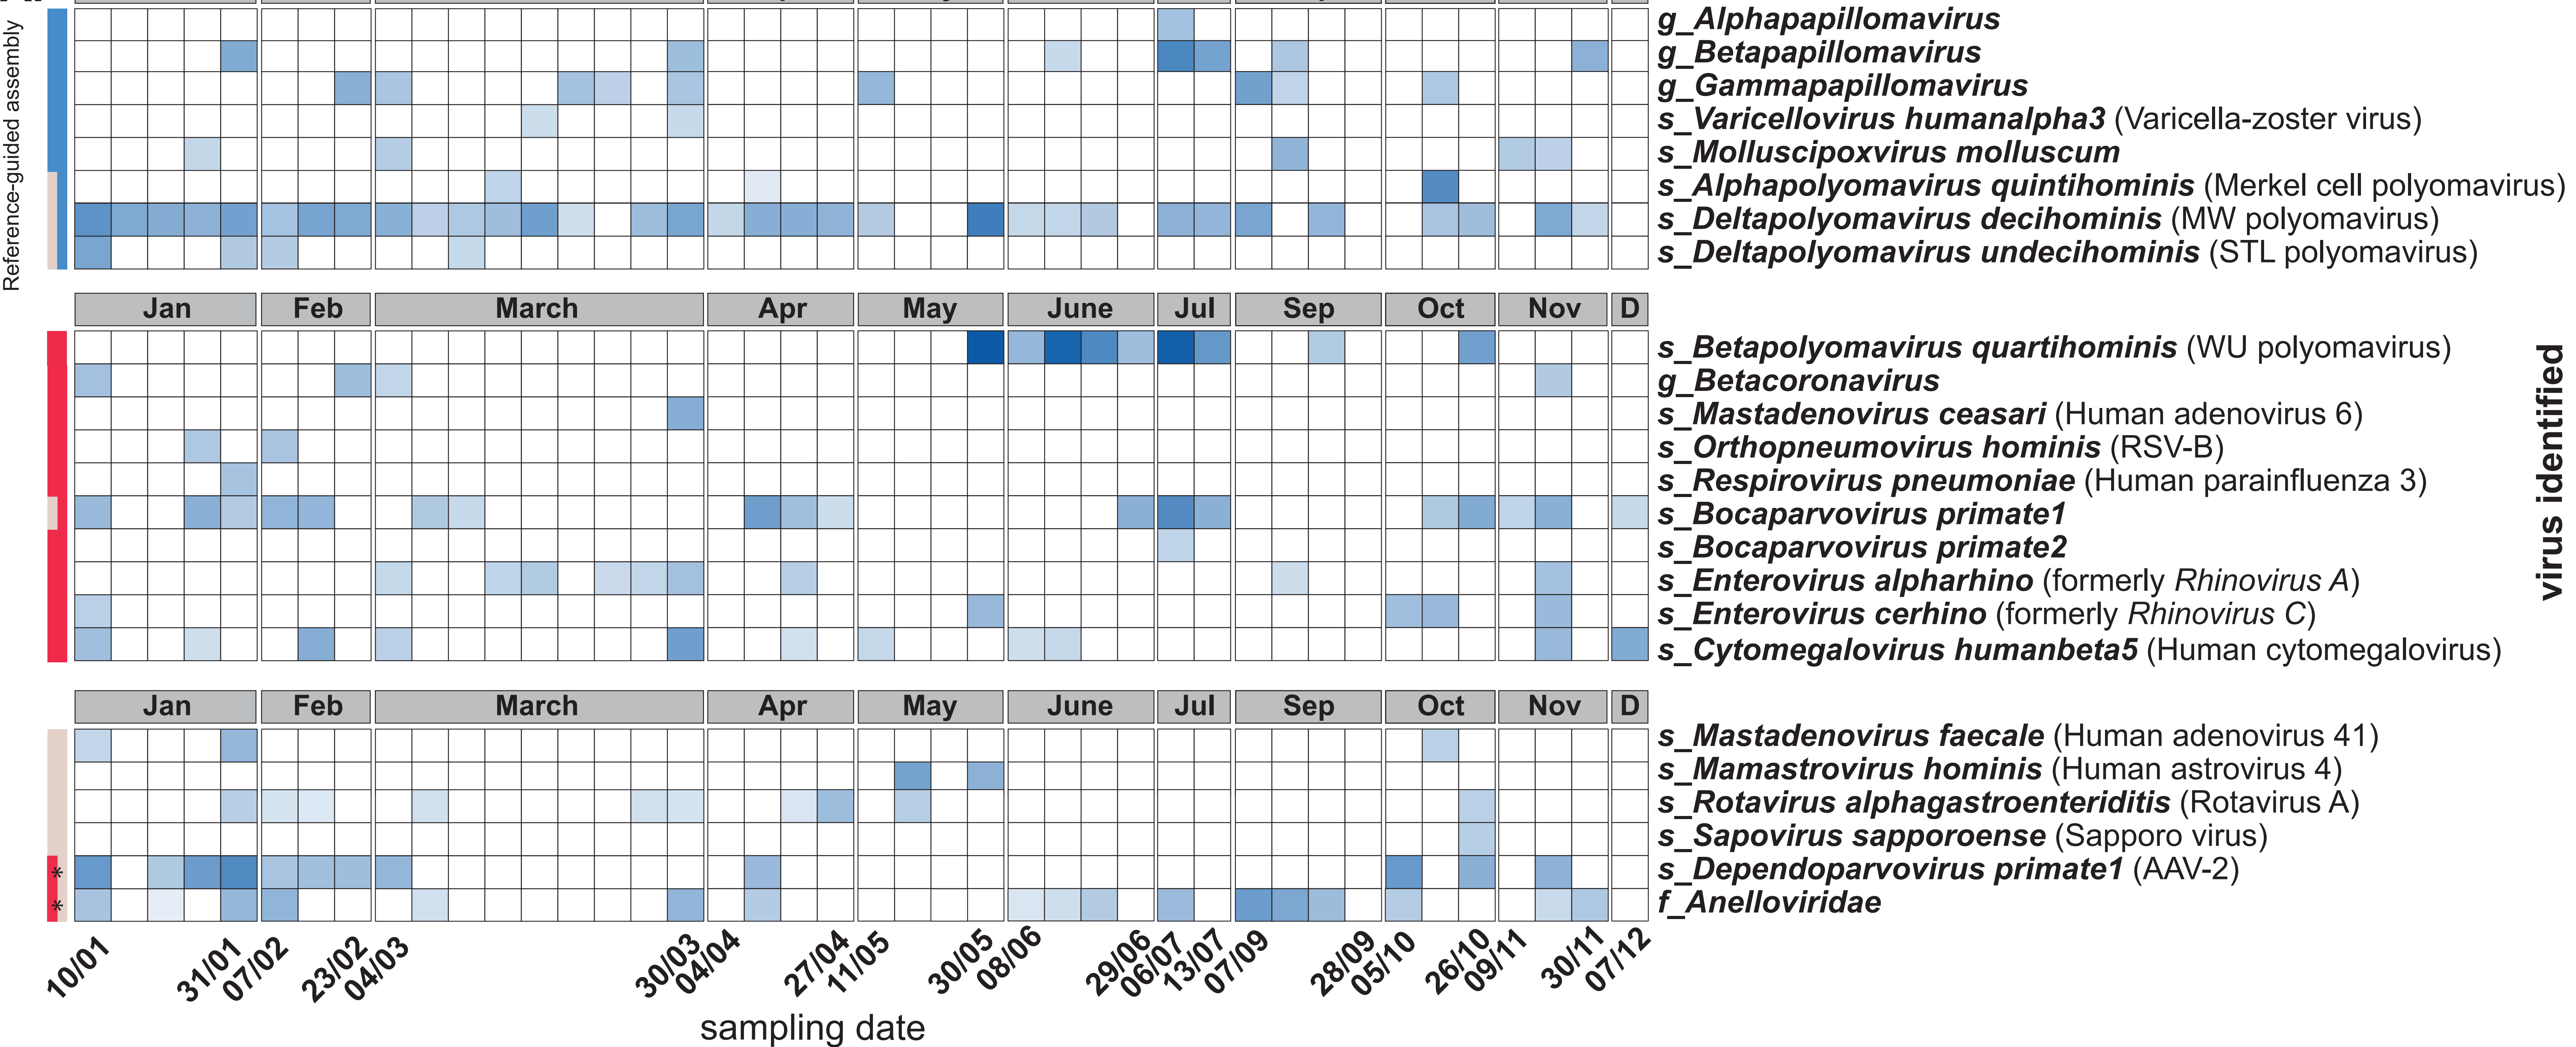 Reference-guided assembly
g_Alphapapillomavirus
g_Betapapillomavirus
g_Gammapapillomavirus
s_Varicellovirus humanalpha3 (Varicella-zoster virus)
s_Molluscipoxvirus molluscum
s_Alphapolyomavirus quintihominis (Merkel cell polyomavirus)
s_Deltapolyomavirus decihominis (MW polyomavirus)
s_Deltapolyomavirus undecihominis (STL polyomavirus)
Jan Feb March Apr May June Jul Sep Oct Nov D
s_Betapolyomavirus quartihominis (WU polyomavirus)
g_Betacoronavirus
s_Mastadenovirus ceasari (Human adenovirus 6)
s_Orthopneumovirus hominis (RSV-B)
s_Respirovirus pneumoniae (Human parainfluenza 3)
s_Bocaparvovirus primate1
s_Bocaparvovirus primate2
s_Enterovirus alpharhino (formerly Rhinovirus A)
s_Enterovirus cerhino (formerly Rhinovirus C)
s_Cytomegalovirus humanbeta5 (Human cytomegalovirus)
virus identified
Jan Feb March Apr May June Jul Sep Oct Nov D
s_Mastadenovirus faecale (Human adenovirus 41)
s_Mamastrovirus hominis (Human astrovirus 4)
s_Rotavirus alphagastroenteriditis (Rotavirus A)
s_Sapovirus sapporoense (Sapporo virus)
* s_Dependoparvovirus primate1 (AAV-2)
* f_Anelloviridae
10/01 31/01 07/02 23/02 04/03 30/03 04/04 27/04 11/05 30/05 08/06 29/06 06/07 13/07 07/09 28/09 05/10 26/10 09/11 30/11 07/12
sampling date